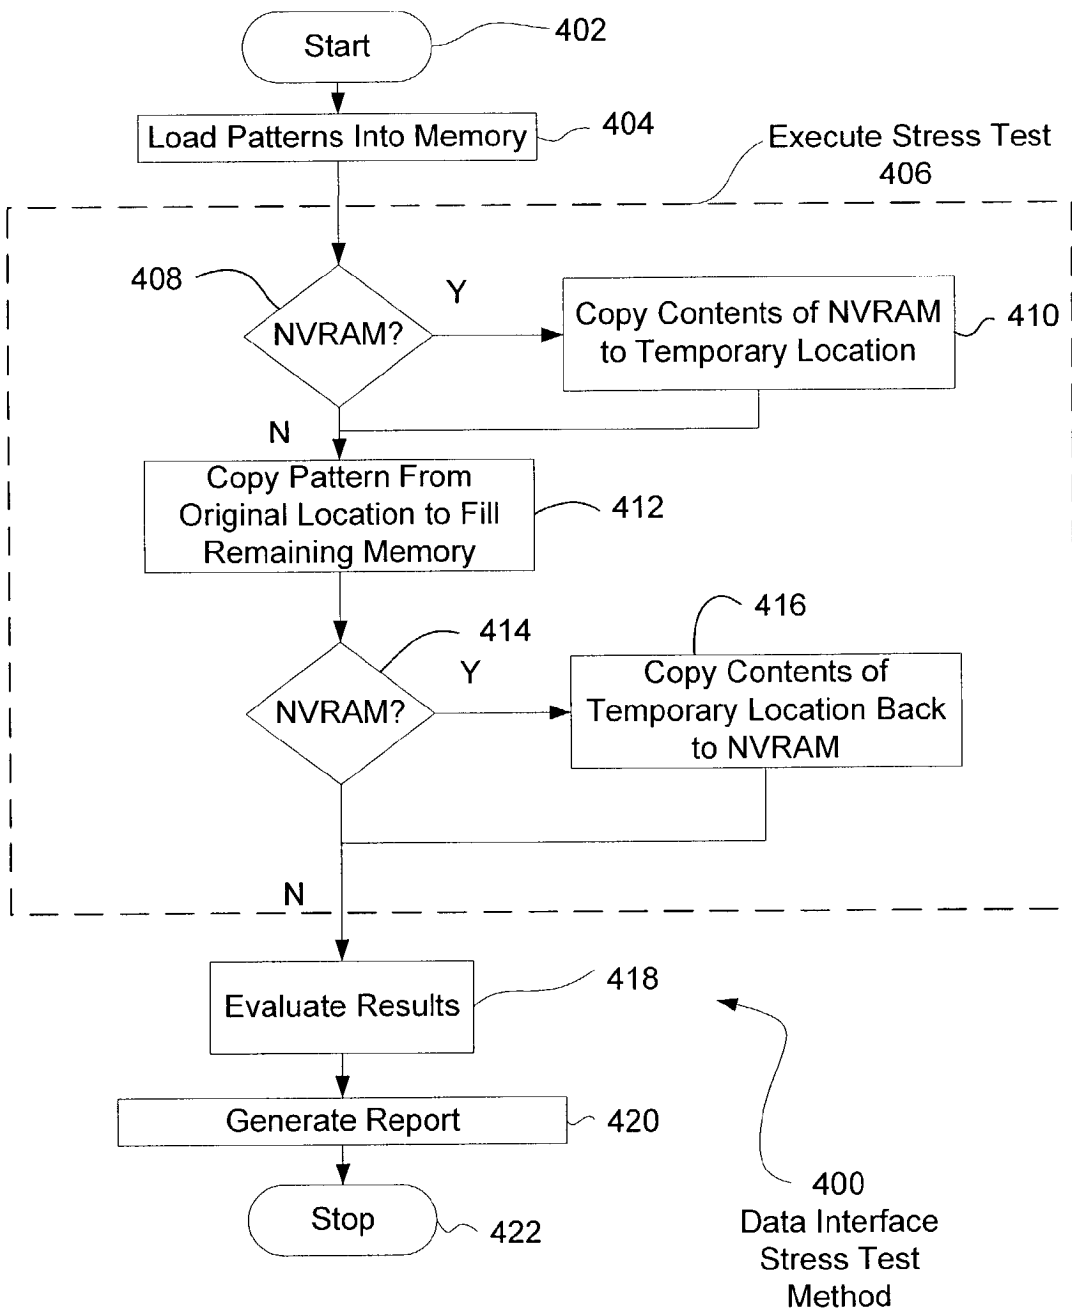 Start
402
Load Patterns Into Memory
404
Execute Stress Test
406
408
NVRAM?
Y
Copy Contents of NVRAM
to Temporary Location
410
N
Copy Pattern From
Original Location to Fill
Remaining Memory
412
414
NVRAM?
Y
416
Copy Contents of
Temporary Location Back
to NVRAM
N
Evaluate Results
418
Generate Report
420
Stop
422
400
Data Interface
Stress Test
Method